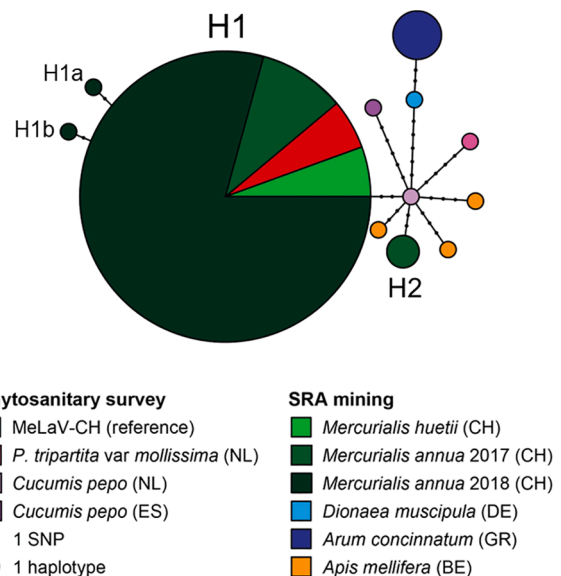 H1
H1a
H1b
H2
ytosanitary survey
MeLaV-CH (reference)
P. tripartita var mollissima (NL)
Cucumis pepo (NL)
Cucumis pepo (ES)
1 SNP
1 haplotype
SRA mining
Mercurialis huetii (CH)
Mercurialis annua 2017 (CH)
Mercurialis annua 2018 (CH)
Dionaea muscipula (DE)
Arum concinnatum (GR)
Apis mellifera (BE)